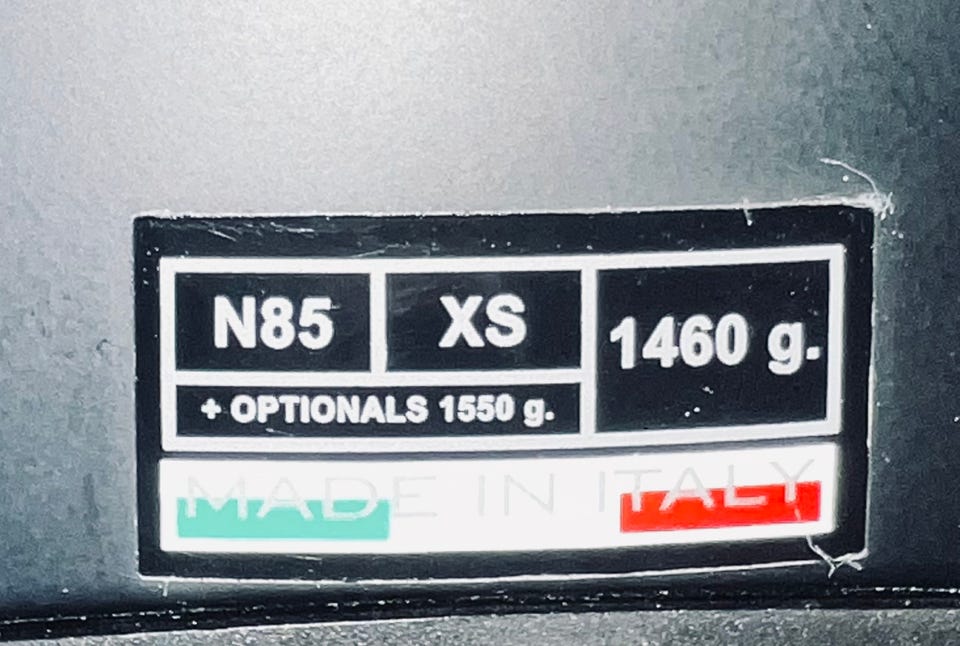 N85 XS 1460 g.
+ OPTIONALS 1550 g.
MADE IN ITALY